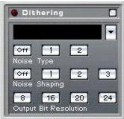 Dithering
Off 1 2
Noise Type
Off 1 2 3
Noise Shaping
8 16 20 24
Output Bit Resolution